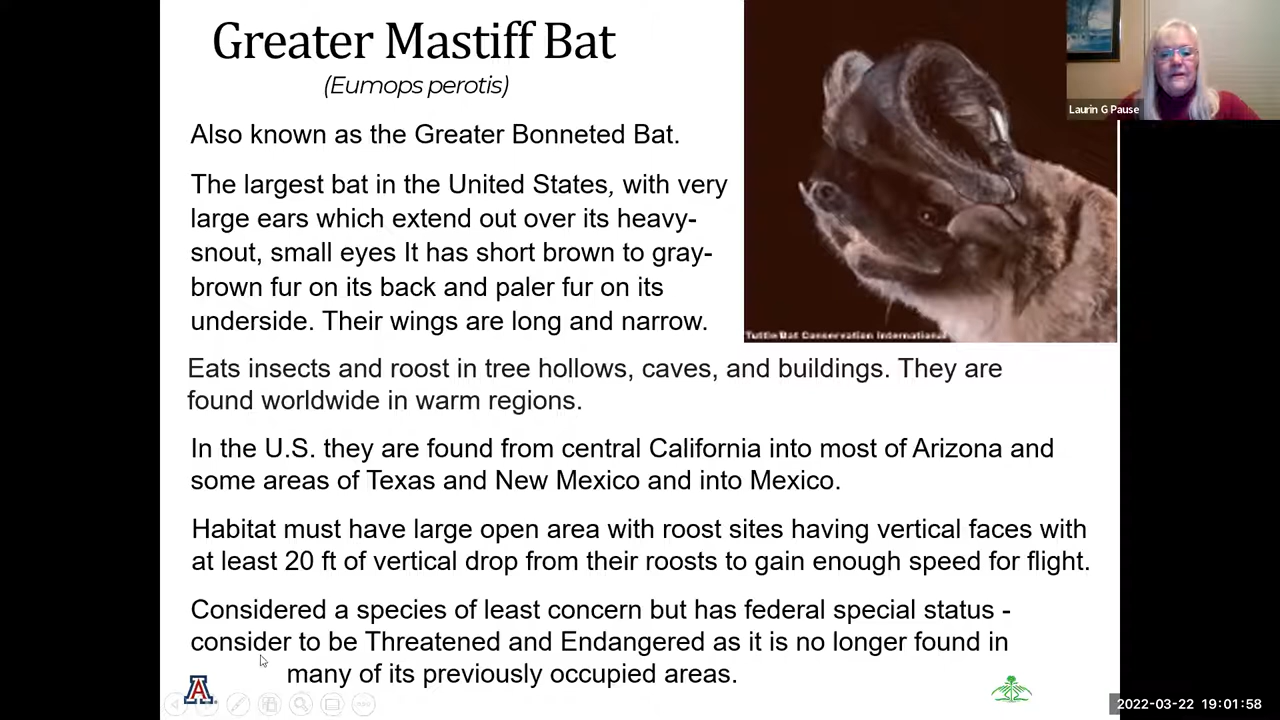 Greater Mastiff Bat
(Eumops perotis)
Laurin G Pause
Also known as the Greater Bonneted Bat.
The largest bat in the United States, with very
large ears which extend out over its heavy-
snout, small eyes It has short brown to gray-
brown fur on its back and paler fur on its
underside. Their wings are long and narrow.
Tuttle/Bat Conservation International
Eats insects and roost in tree hollows, caves, and buildings. They are
found worldwide in warm regions.
In the U.S. they are found from central California into most of Arizona and
some areas of Texas and New Mexico and into Mexico.
Habitat must have large open area with roost sites having vertical faces with
at least 20 ft of vertical drop from their roosts to gain enough speed for flight.
Considered a species of least concern but has federal special status -
consider to be Threatened and Endangered as it is no longer found in
many of its previously occupied areas.
A
2022-03-22 19:01:58